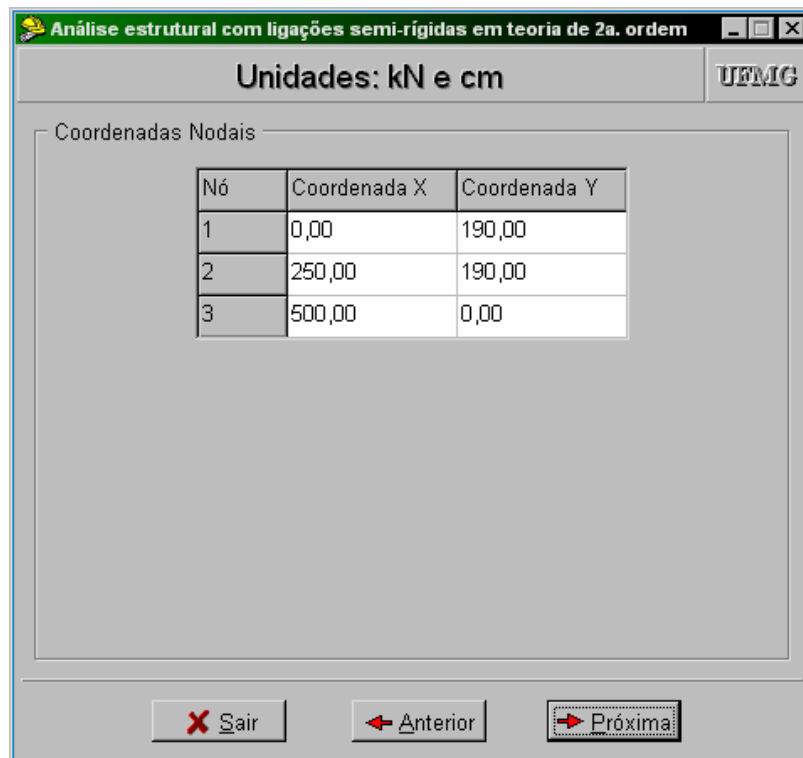 Análise estrutural com ligações semi-rígidas em teoria de 2a. ordem
Unidades: kN e cm UFMG
Coordenadas Nodais
Nó Coordenada X Coordenada Y
1 0,00 190,00
2 250,00 190,00
3 500,00 0,00
Sair Anterior Próxima